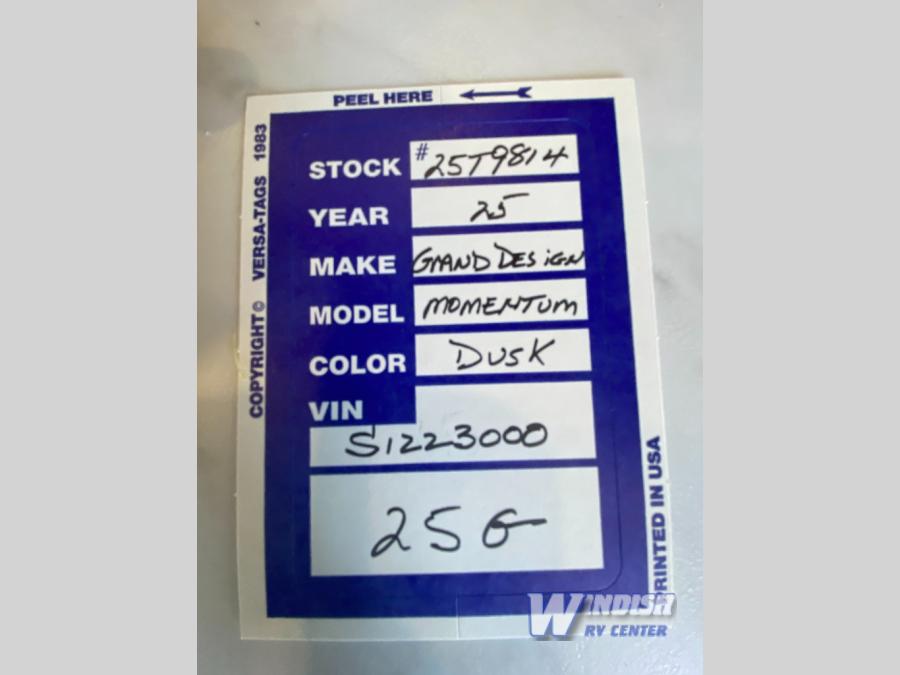 PEEL HERE
COPYRIGHT © VERSA-TAGS 1983
STOCK #25T9814
YEAR 25
MAKE GRAND DESIGN
MODEL MOMENTUM
COLOR DUSK
VIN
S1223000
25G
PRINTED IN USA
WINDISH
RV CENTER